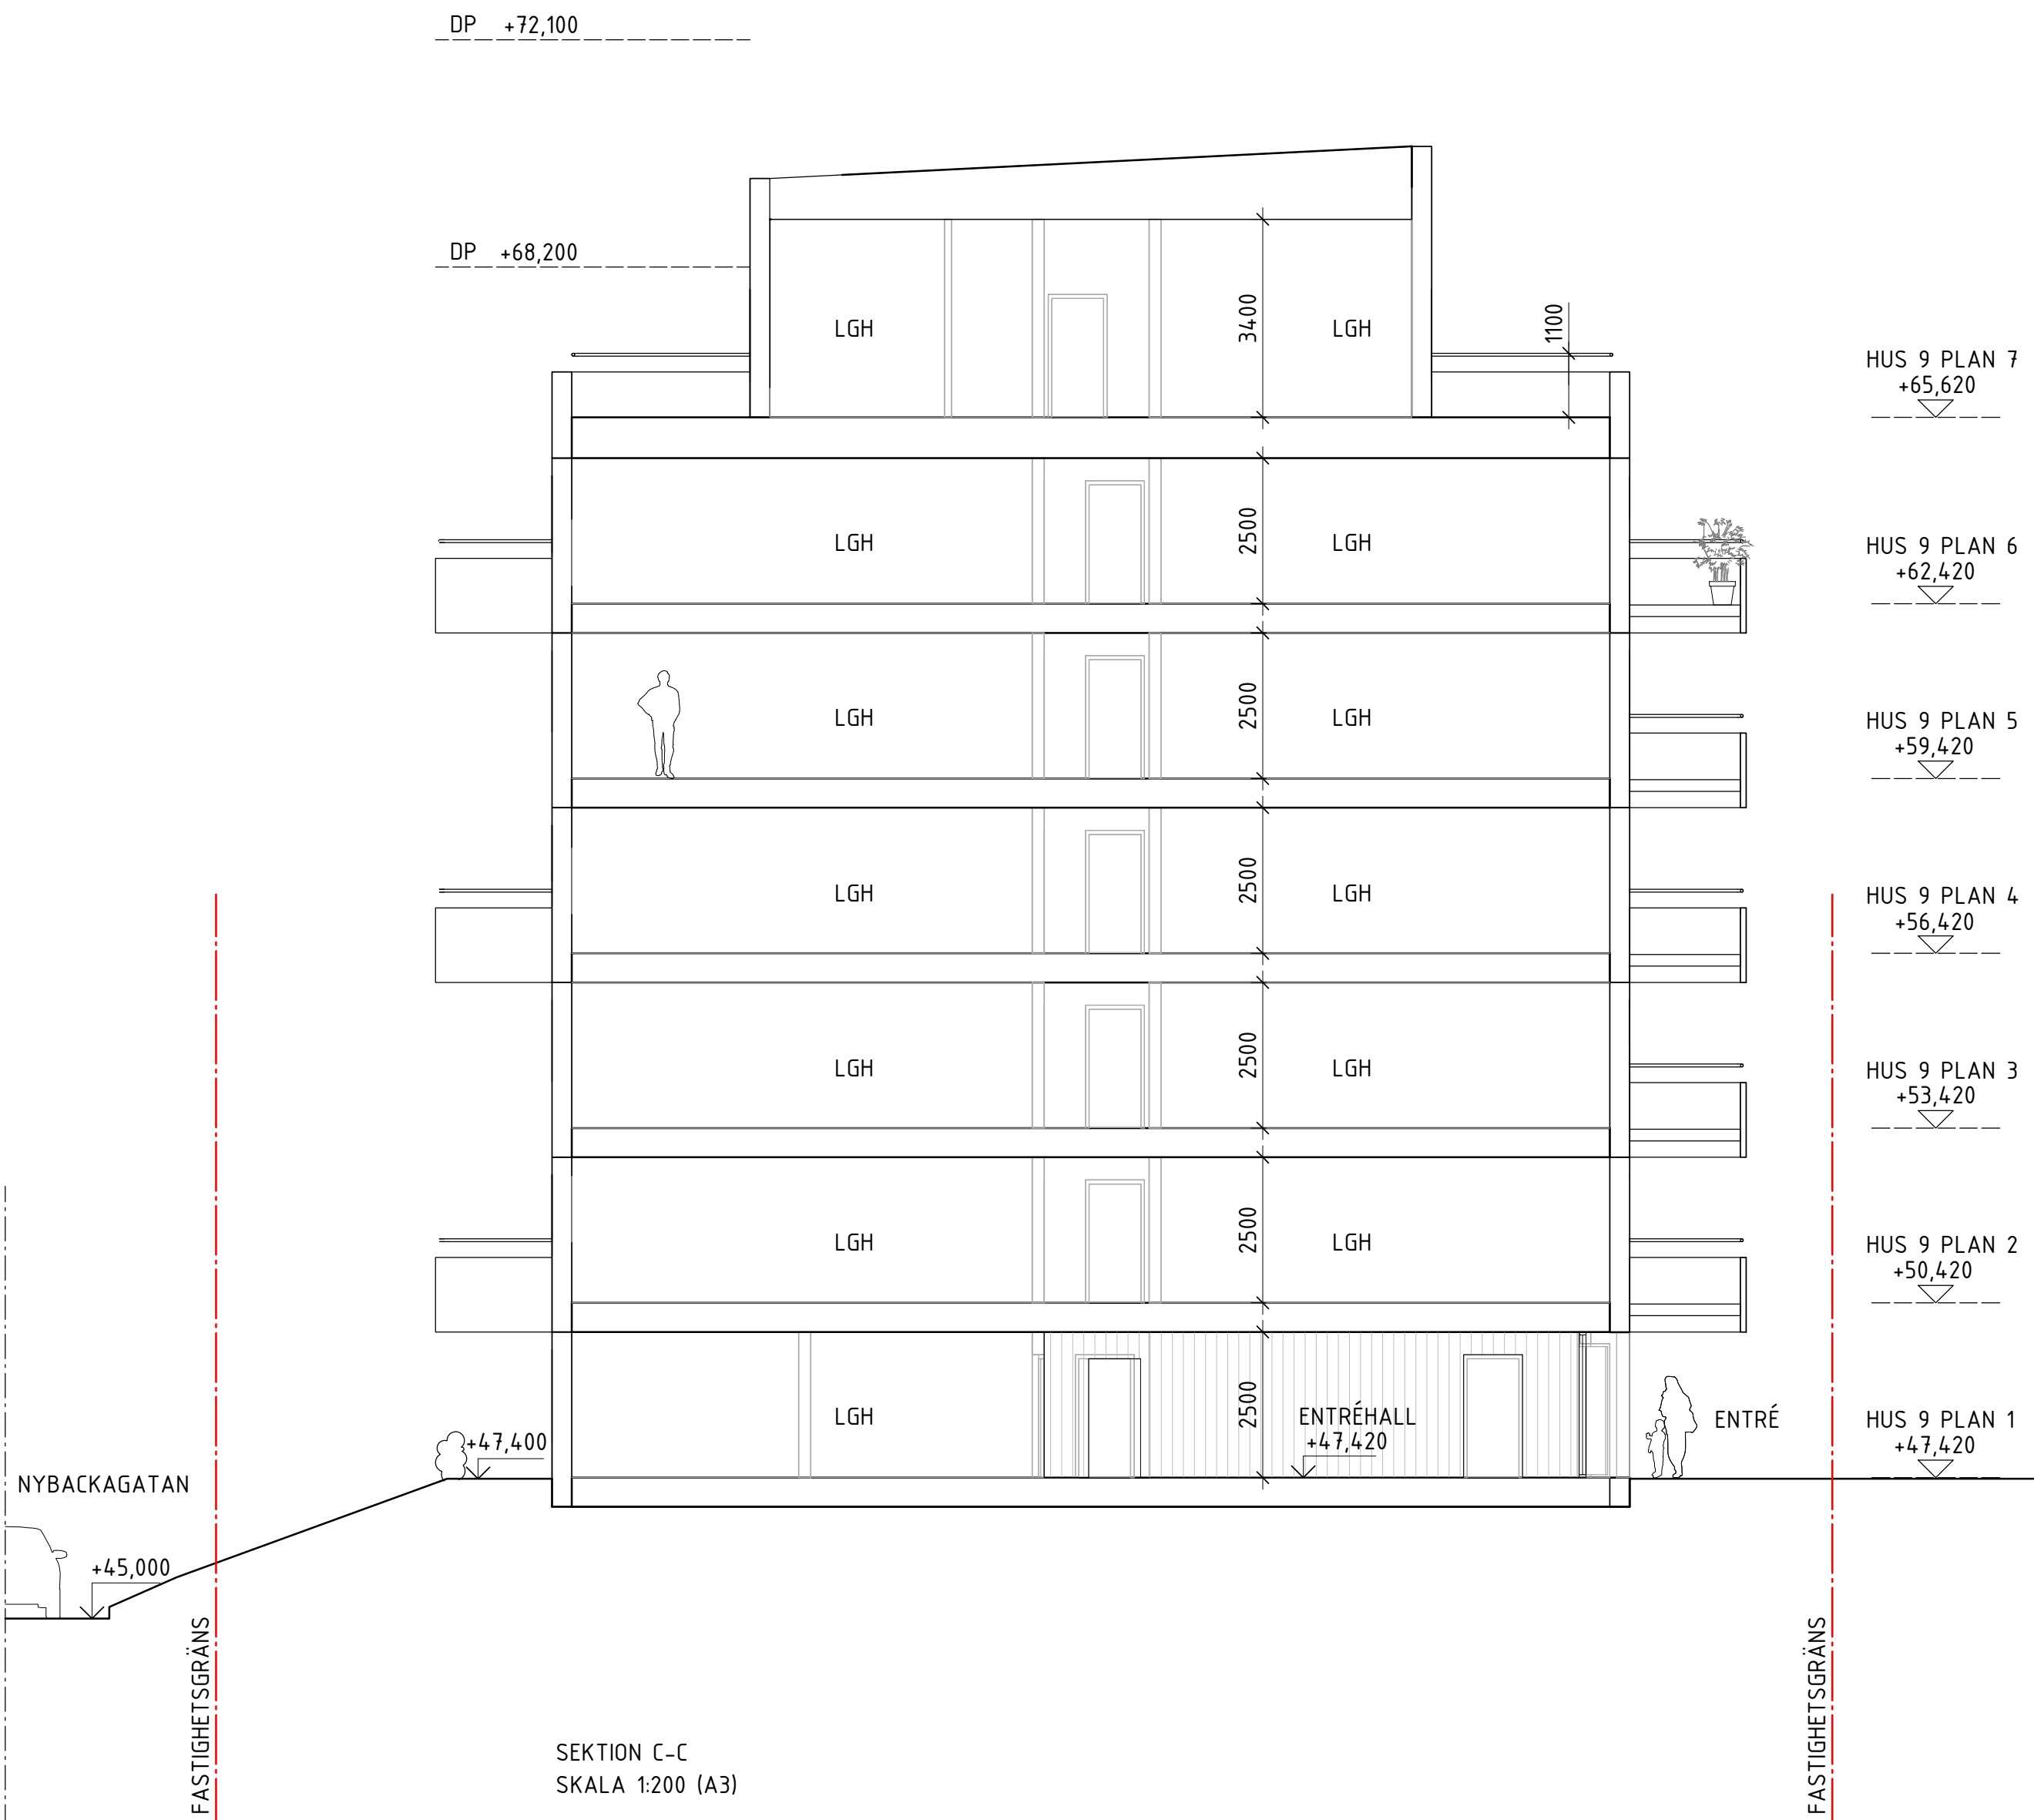 DP +72,100
DP +68,200
LGH
3400
LGH
1100
HUS 9 PLAN 7
+65,620
LGH
2500
LGH
HUS 9 PLAN 6
+62,420
LGH
2500
LGH
HUS 9 PLAN 5
+59,420
LGH
2500
LGH
HUS 9 PLAN 4
+56,420
LGH
2500
LGH
HUS 9 PLAN 3
+53,420
LGH
2500
LGH
HUS 9 PLAN 2
+50,420
LGH
2500
ENTRÉHALL
+47,420
ENTRÉ
HUS 9 PLAN 1
+47,420
+47,400
NYBACKAGATAN
+45,000
FASTIGHETSGRÄNS
FASTIGHETSGRÄNS
SEKTION C-C
SKALA 1:200 (A3)